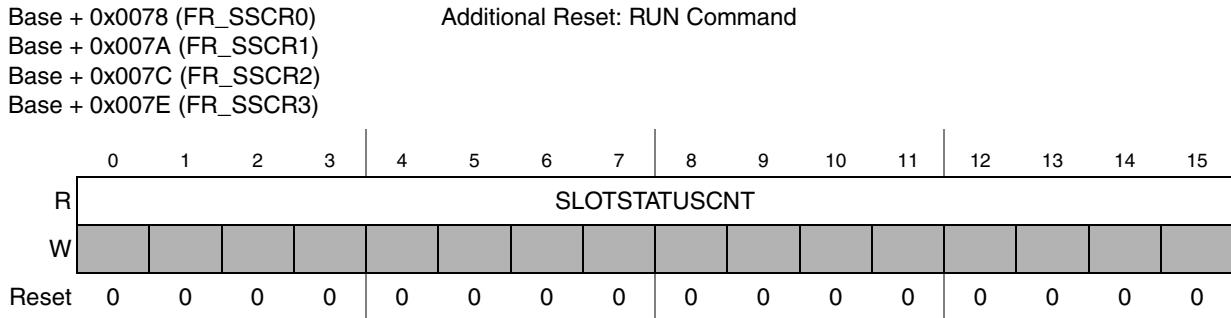 Base + 0x0078 (FR_SSCR0) Additional Reset: RUN Command
Base + 0x007A (FR_SSCR1)
Base + 0x007C (FR_SSCR2)
Base + 0x007E (FR_SSCR3)
0 1 2 3 4 5 6 7 8 9 10 11 12 13 14 15
R SLOTSTATUSCNT
W
Reset 0 0 0 0 0 0 0 0 0 0 0 0 0 0 0 0